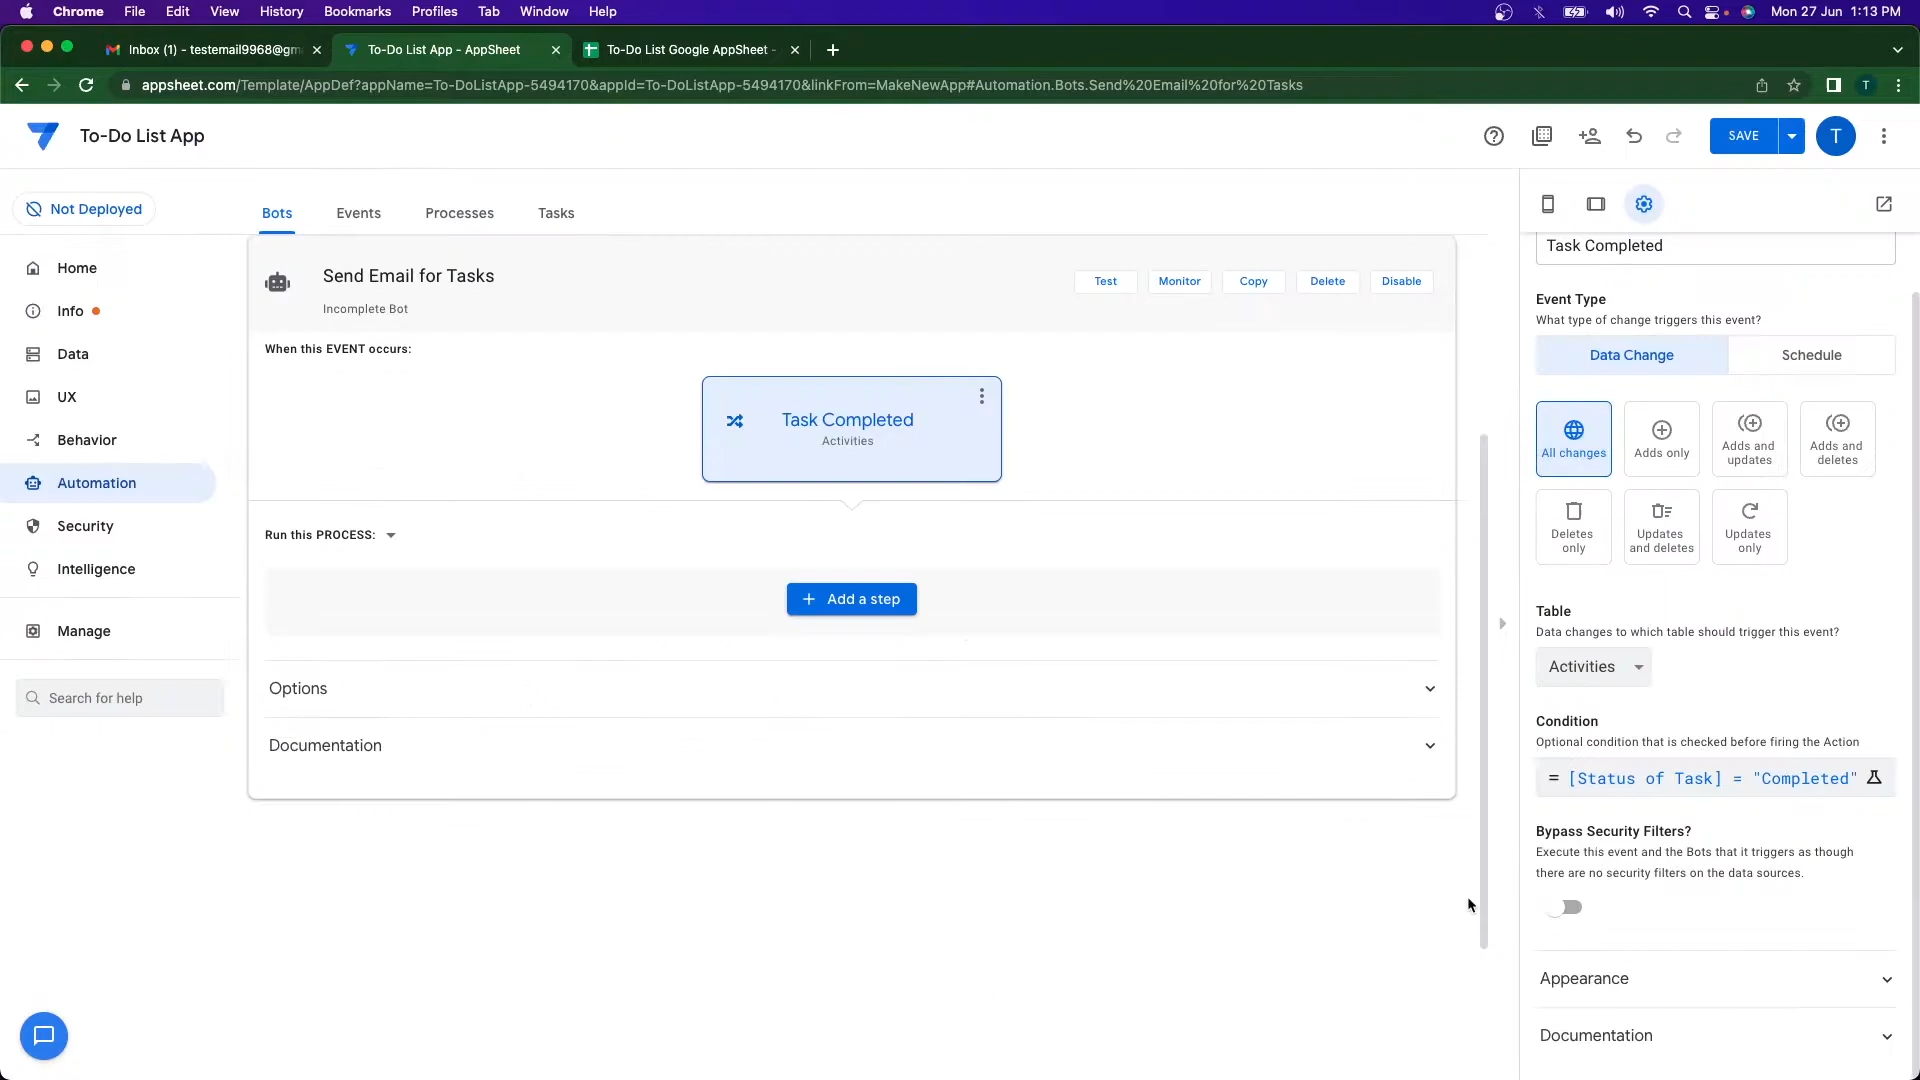 Chrome File Edit View History Bookmarks Profiles Tab Window Help Mon 27 Jun 1:13 PM
Inbox (1) - testemail9968@gm To-Do List App - AppSheet To-Do List Google AppSheet -
appsheet.com/Template/AppDef?appName=To-DoListApp-5494170&appId=To-DoListApp-5494170&linkFrom=MakeNewApp#Automation.Bots.Send%20Email%20for%20Tasks T
To-Do List App SAVE T
Not Deployed
Home
Info
Data
UX
Behavior
Automation
Security
Intelligence
Manage
Search for help
Bots Events Processes Tasks
Send Email for Tasks
Incomplete Bot
Test Monitor Copy Delete Disable
When this EVENT occurs:
Task Completed
Activities
Run this PROCESS:
+ Add a step
Options
Documentation
Task Completed
Event Type
What type of change triggers this event?
Data Change Schedule
All changes
Adds only
Adds and
updates
Adds and
deletes
Deletes
only
Updates
and deletes
Updates
only
Table
Data changes to which table should trigger this event?
Activities
Condition
Optional condition that is checked before firing the Action
= [Status of Task] = "Completed"
Bypass Security Filters?
Execute this event and the Bots that it triggers as though
there are no security filters on the data sources.
Appearance
Documentation